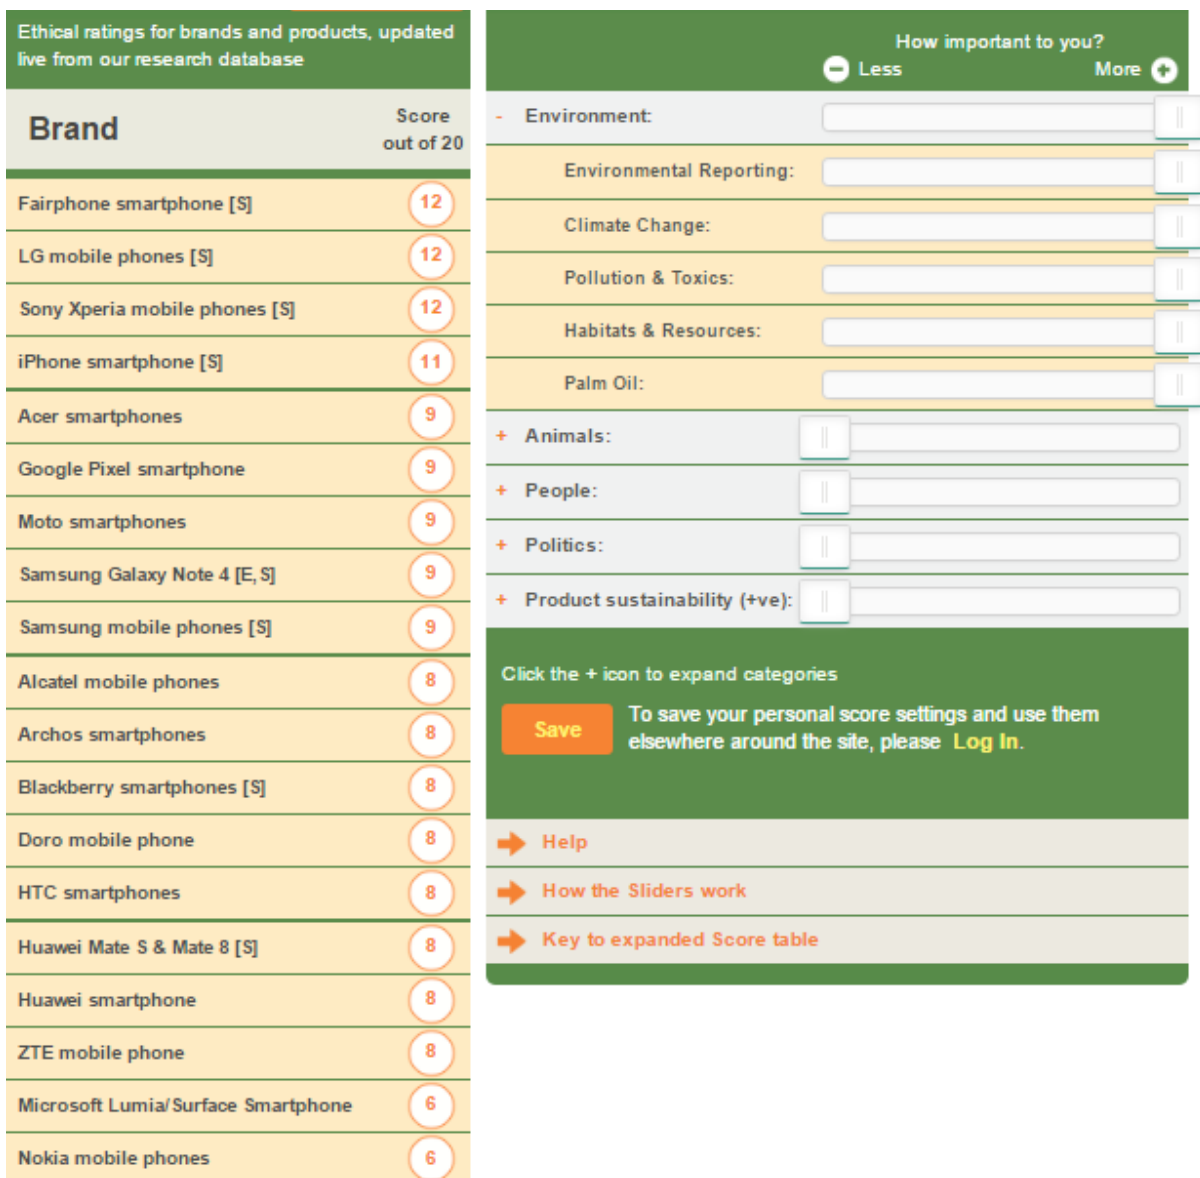 Ethical ratings for brands and products, updated
live from our research database
Brand
Score
out of 20
Fairphone smartphone [S] 12
LG mobile phones [S] 12
Sony Xperia mobile phones [S] 12
iPhone smartphone [S] 11
Acer smartphones 9
Google Pixel smartphone 9
Moto smartphones 9
Samsung Galaxy Note 4 [E, S] 9
Samsung mobile phones [S] 9
Alcatel mobile phones 8
Archos smartphones 8
Blackberry smartphones [S] 8
Doro mobile phone 8
HTC smartphones 8
Huawei Mate S & Mate 8 [S] 8
Huawei smartphone 8
ZTE mobile phone 8
Microsoft Lumia/Surface Smartphone 6
Nokia mobile phones 6
How important to you?
- Less More +
- Environment:
Environmental Reporting:
Climate Change:
Pollution & Toxics:
Habitats & Resources:
Palm Oil:
+ Animals:
+ People:
+ Politics:
+ Product sustainability (+ve):
Click the + icon to expand categories
Save
To save your personal score settings and use them
elsewhere around the site, please Log In.
Help
How the Sliders work
Key to expanded Score table